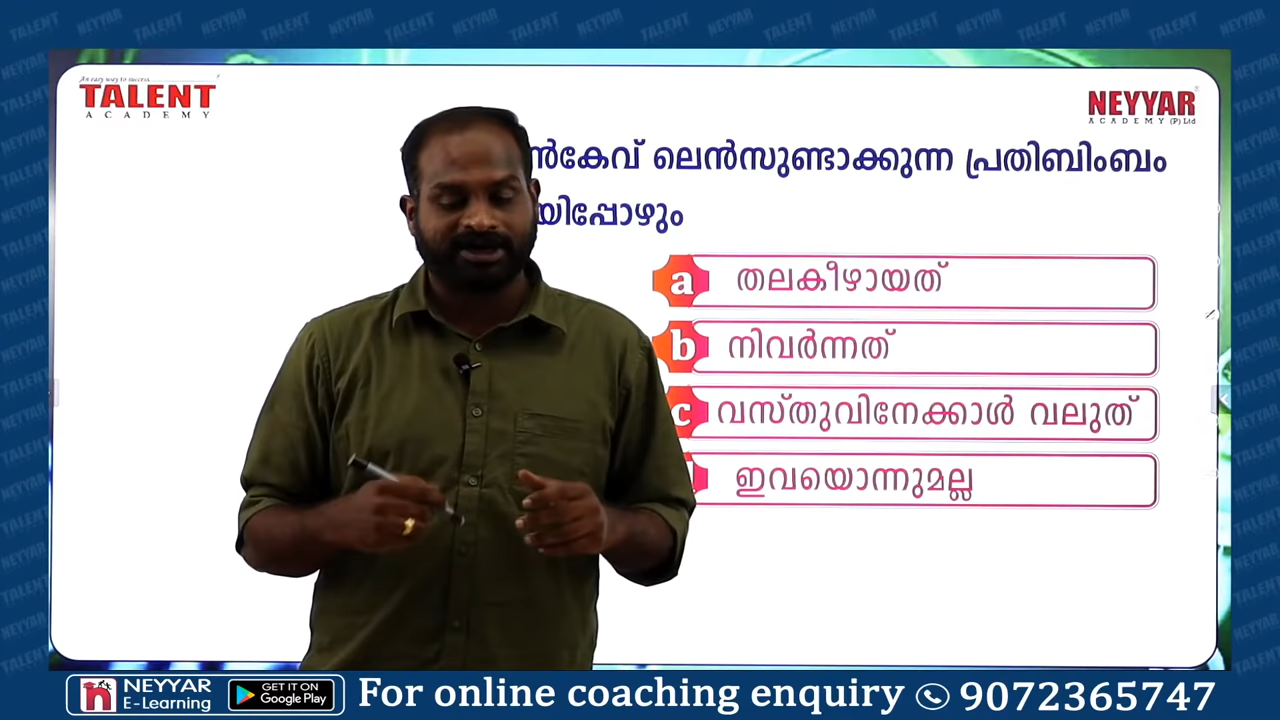 An easy way to success
TALENT
ACADEMY
NEYYAR
ACADEMY (P) Ltd
ൻകേവ് ലെൻസുണ്ടാക്കുന്ന പ്രതിബിംബം
യിപ്പോഴും
a തലകീഴായത്
b നിവർന്നത്
c വസ്തുവിനേക്കാൾ വലുത്
ഇവയൊന്നുമല്ല
NEYYAR
E-Learning
GET IT ON
Google Play
For online coaching enquiry 9072365747